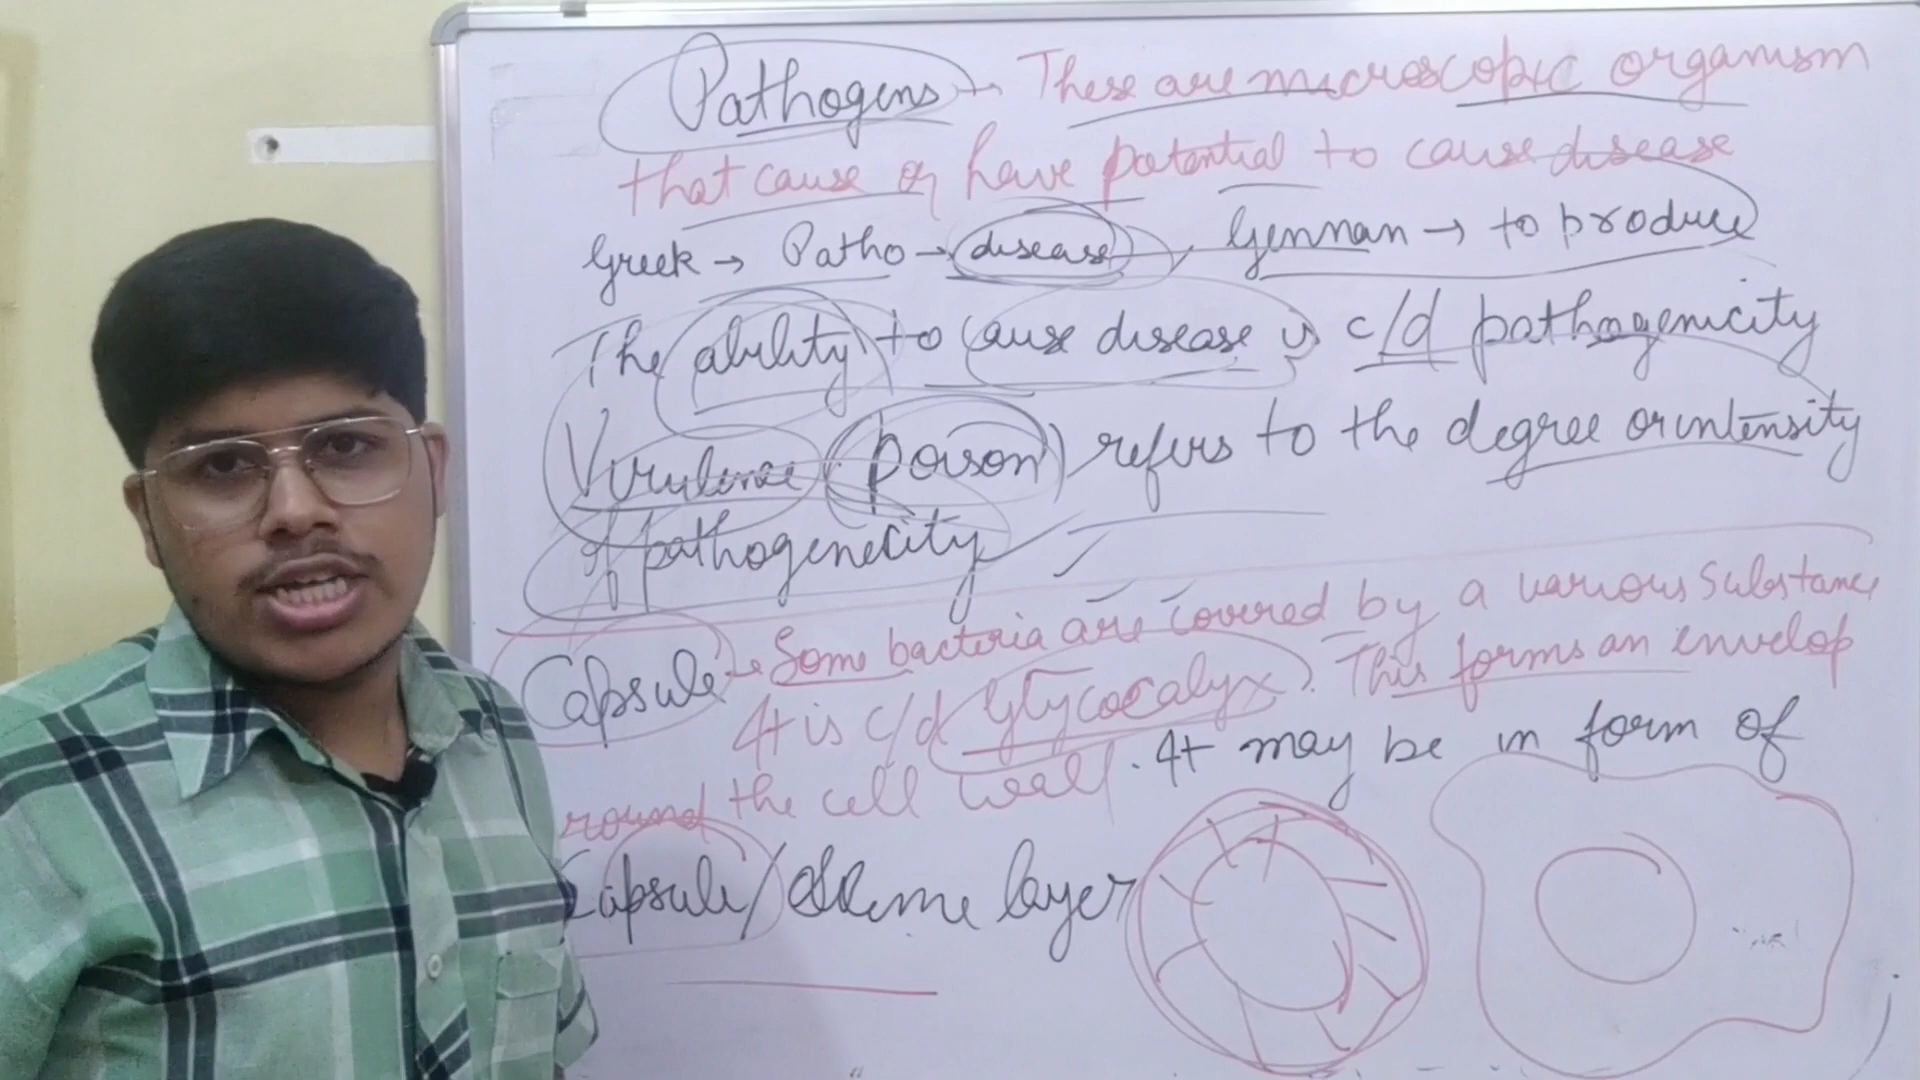 Pathogens → These are microscopic organism
that cause or have potential to cause disease
Greek → Patho → disease, Gennan → to produce
The ability to cause disease is c/d pathogenicity
Virulence (poison) refers to the degree or intensity
of pathogenecity
Capsule → Some bacteria are covered by a various substance
It is c/d Glycocalyx. This forms an envelop
round the cell wall. It may be in form of
Capsule/Slime layer